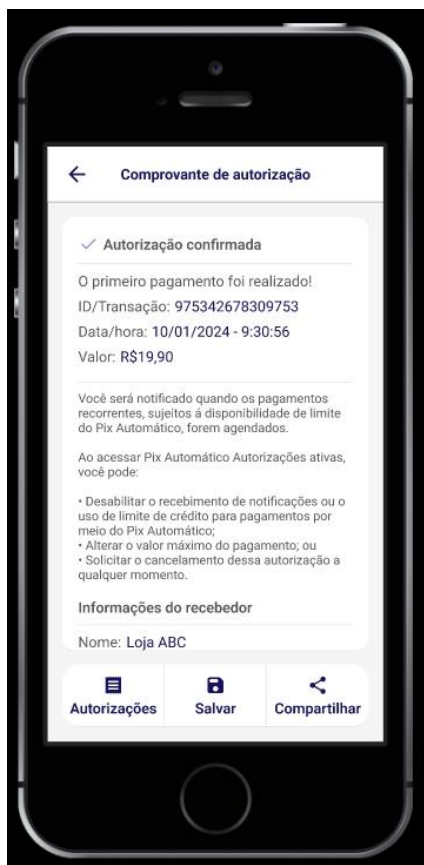 Comprovante de autorização
Autorização confirmada
O primeiro pagamento foi realizado!
ID/Transação: 975342678309753
Data/hora: 10/01/2024 - 9:30:56
Valor: R$19,90
Você será notificado quando os pagamentos
recorrentes, sujeitos á disponibilidade de limite
do Pix Automático, forem agendados.
Ao acessar Pix Automático Autorizações ativas,
você pode:
• Desabilitar o recebimento de notificações ou o
uso de limite de crédito para pagamentos por
meio do Pix Automático;
• Alterar o valor máximo do pagamento; ou
• Solicitar o cancelamento dessa autorização a
qualquer momento.
Informações do recebedor
Nome: Loja ABC
Autorizações Salvar Compartilhar